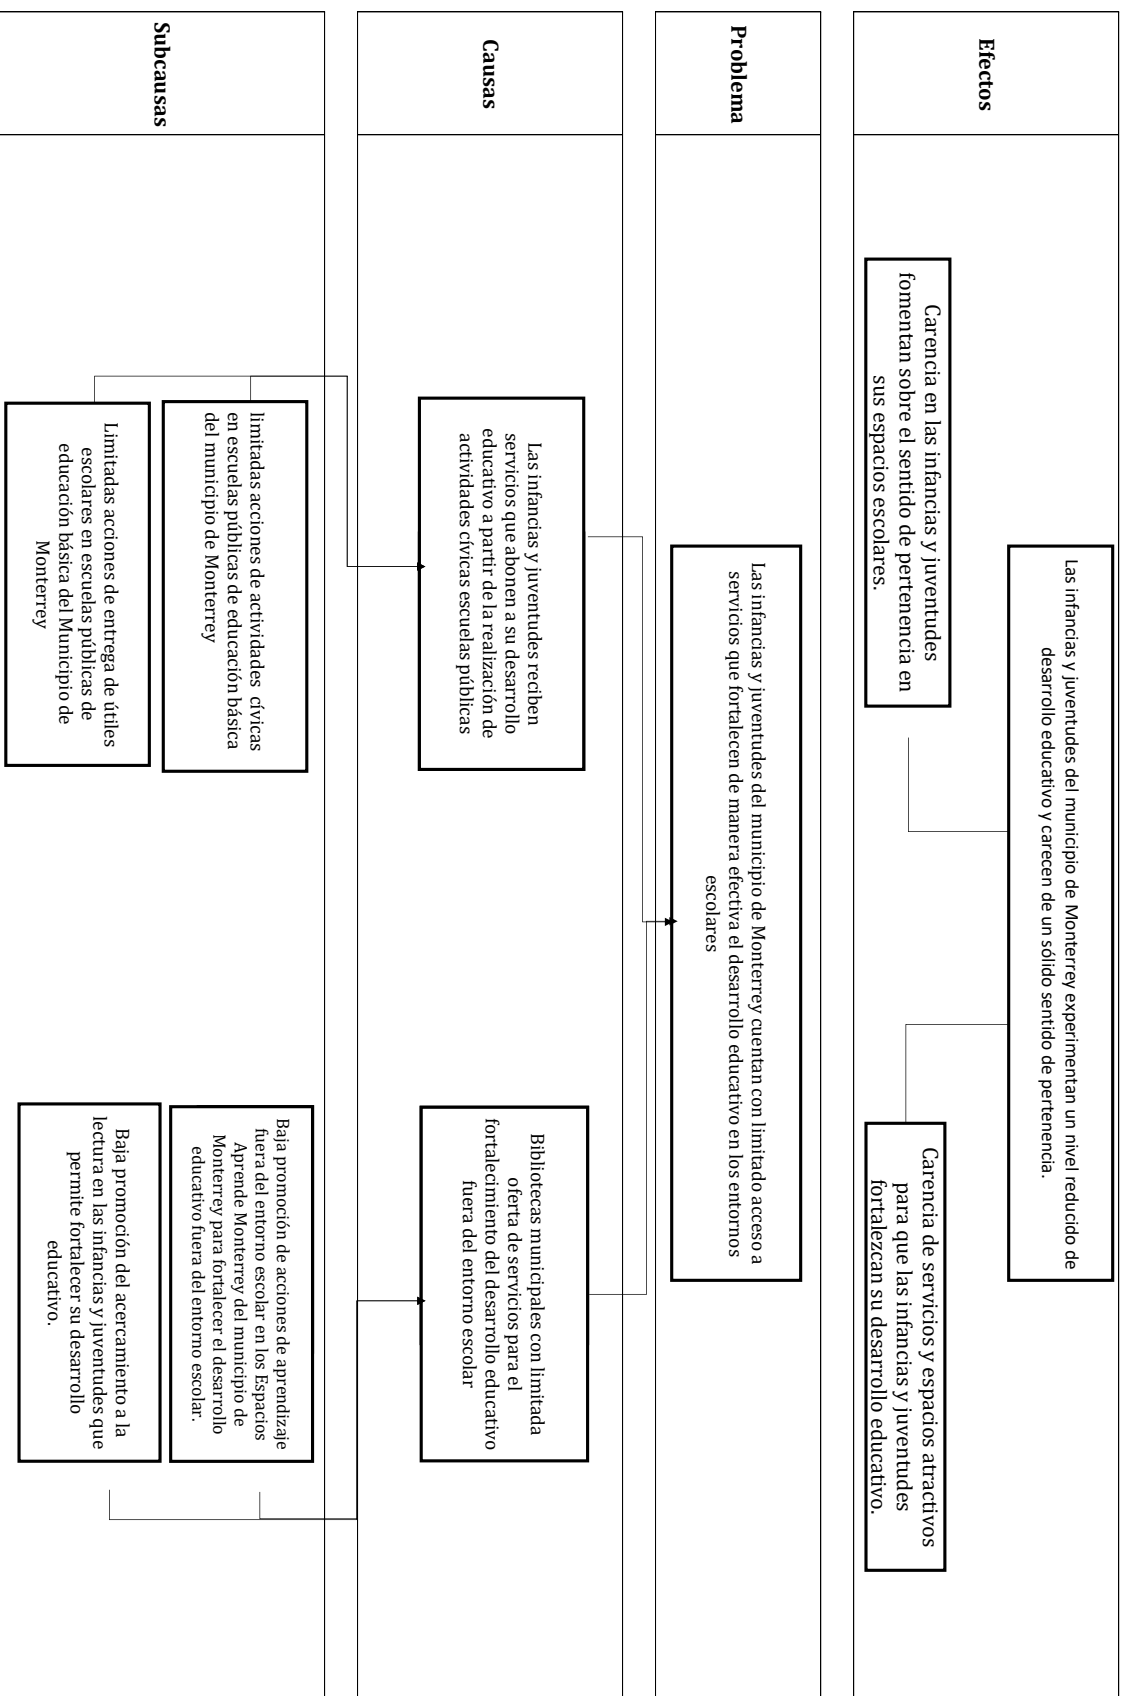 Efectos
Las infancias y juventudes del municipio de Monterrey experimentan un nivel reducido de
desarrollo educativo y carecen de un sólido sentido de pertenencia.
Carencia en las infancias y juventudes
fomentan sobre el sentido de pertenencia en
sus espacios escolares.
Carencia de servicios y espacios atractivos
para que las infancias y juventudes
fortalezcan su desarrollo educativo.
Problema
Las infancias y juventudes del municipio de Monterrey cuentan con limitado acceso a
servicios que fortalecen de manera efectiva el desarrollo educativo en los entornos
escolares
Causas
Las infancias y juventudes reciben
servicios que abonen a su desarrollo
educativo a partir de la realización de
actividades cívicas escuelas públicas
Bibliotecas municipales con limitada
oferta de servicios para el
fortalecimiento del desarrollo educativo
fuera del entorno escolar
Subcausas
limitadas acciones de actividades cívicas
en escuelas públicas de educación básica
del municipio de Monterrey
Limitadas acciones de entrega de útiles
escolares en escuelas públicas de
educación básica del Municipio de
Monterrey
Baja promoción de acciones de aprendizaje
fuera del entorno escolar en los Espacios
Aprende Monterrey del municipio de
Monterrey para fortalecer el desarrollo
educativo fuera del entorno escolar.
Baja promoción del acercamiento a la
lectura en las infancias y juventudes que
permite fortalecer su desarrollo
educativo.